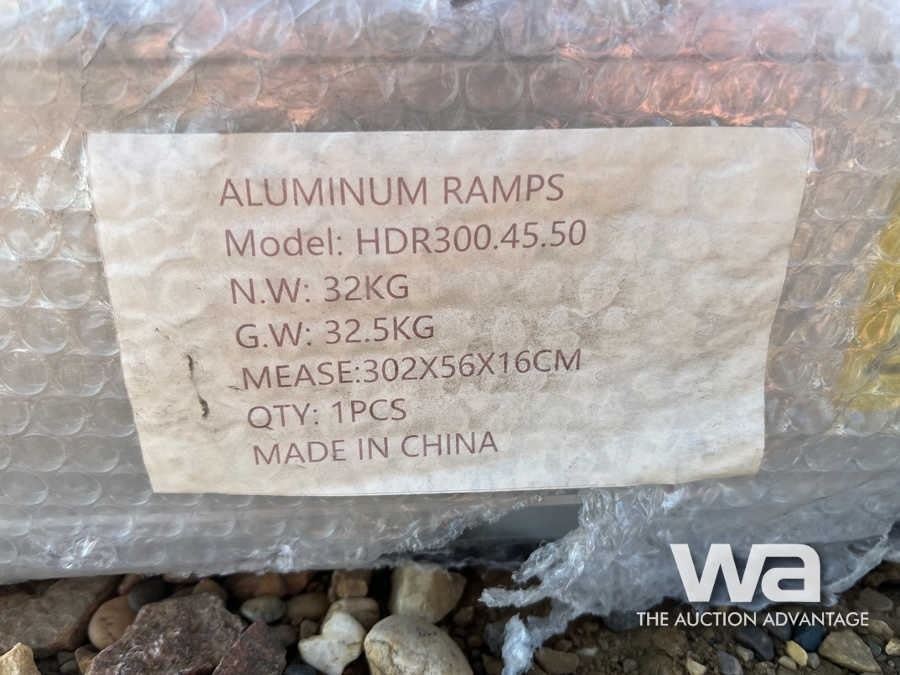 ALUMINUM RAMPS
Model: HDR300.45.50
N.W: 32KG
G.W: 32.5KG
MEASE:302X56X16CM
QTY: 1PCS
MADE IN CHINA
wa
THE AUCTION ADVANTAGE